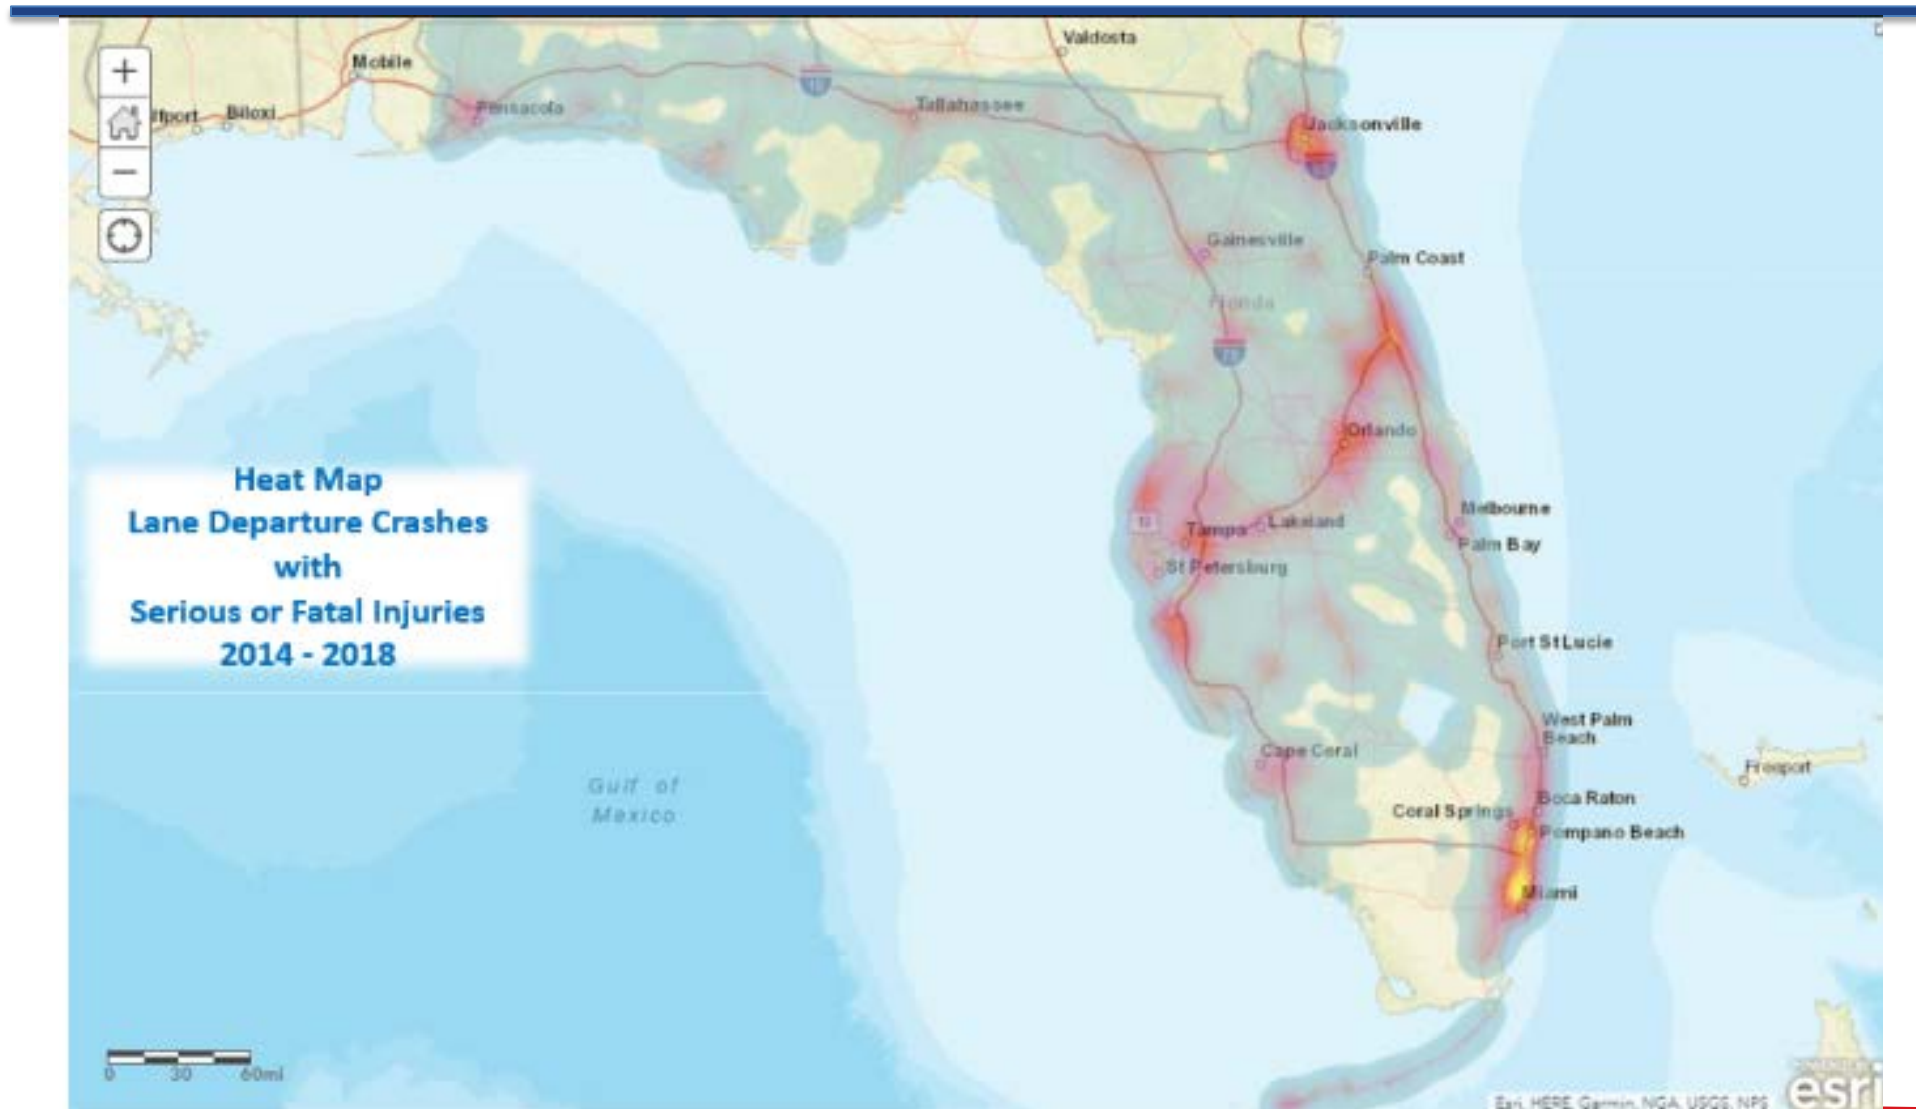 Valdosta
Mobile
Biloxi
Pensacola
10
Tallahassee
Jacksonville
Gainesville
Palm Coast
Florida
75
Orlando
Heat Map
Lane Departure Crashes
with
Serious or Fatal Injuries
2014 - 2018
Melbourne
Tampa
Lakeland
Palm Bay
St Petersburg
Port St Lucie
West Palm
Beach
Cape Coral
Freeport
Gulf of
Mexico
Boca Raton
Coral Springs
Pompano Beach
Miami
0 30 60mi
esri
Esri, HERE, Garmin, NGA, USGS, NPS